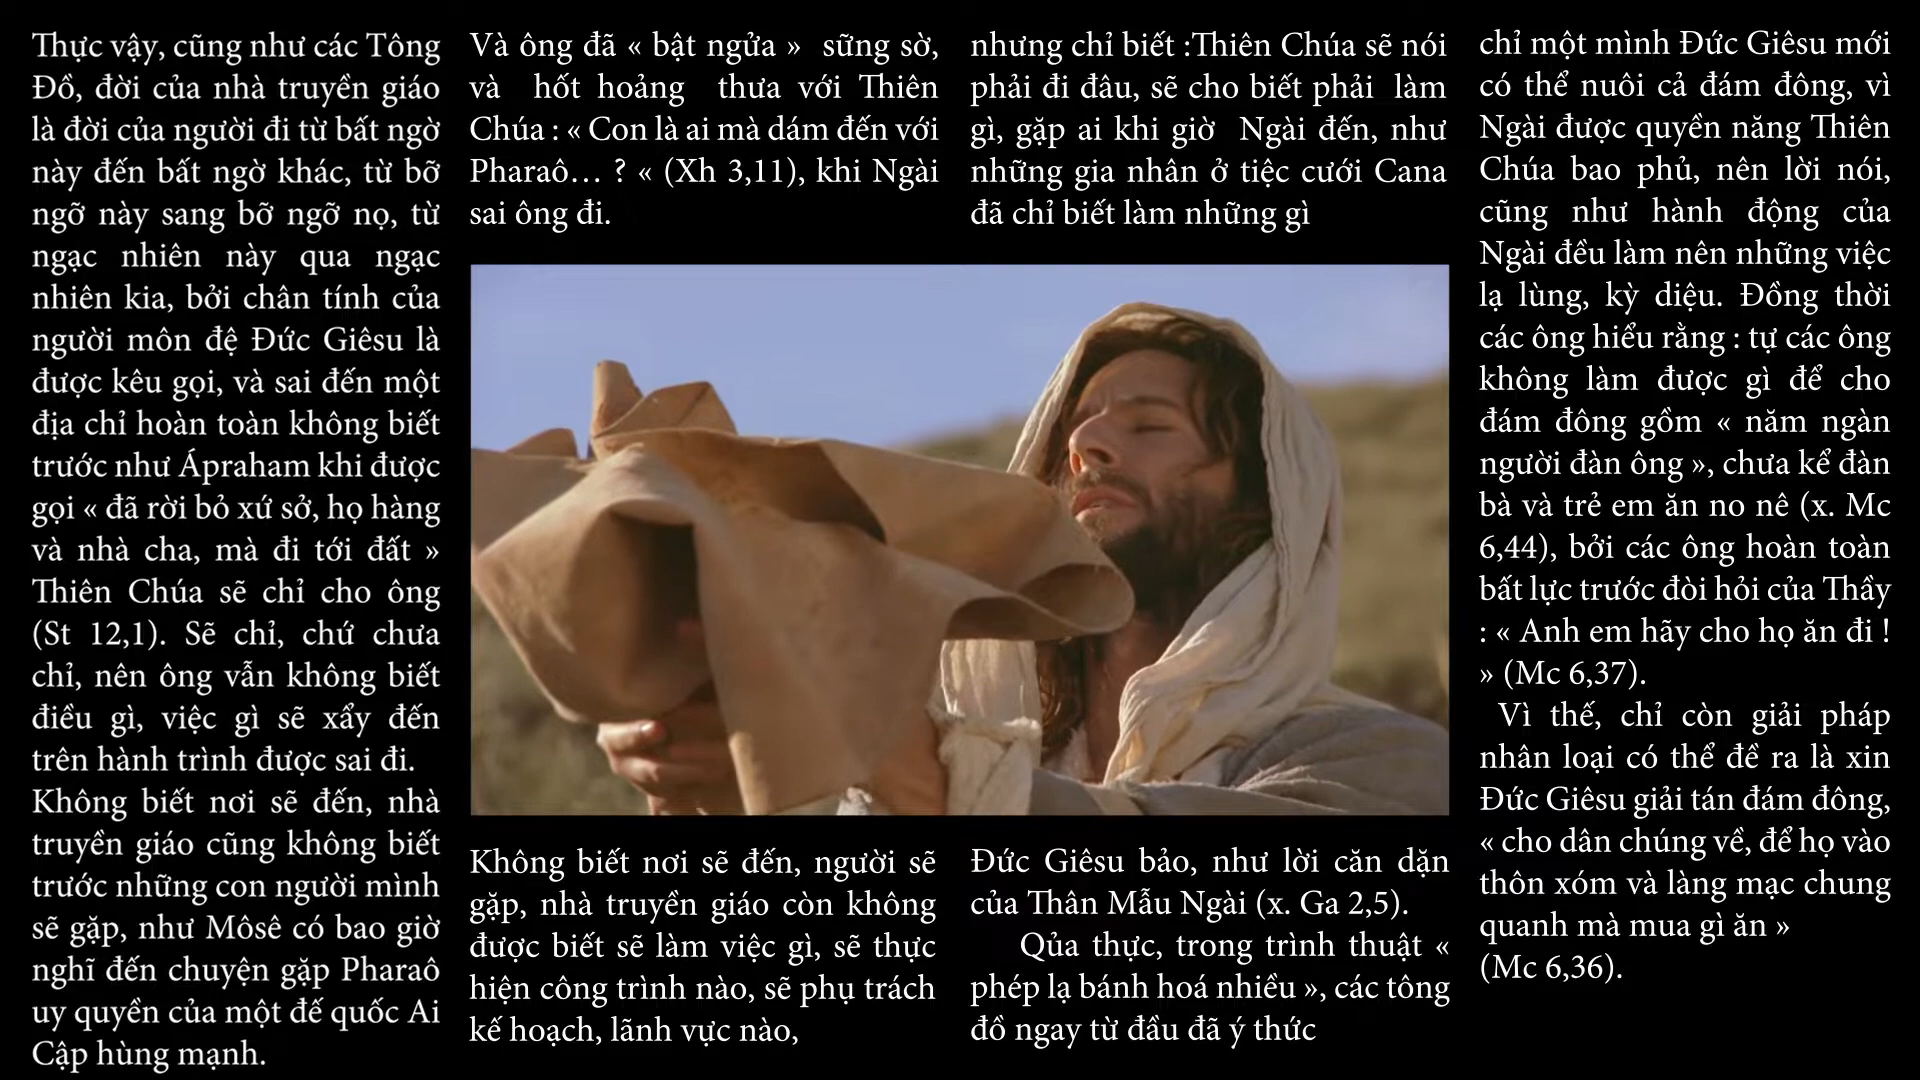 Thực vậy, cũng như các Tông
Đồ, đời của nhà truyền giáo
là đời của người đi từ bất ngờ
này đến bất ngờ khác, từ bỡ
ngỡ này sang bỡ ngỡ nọ, từ
ngạc nhiên này qua ngạc
nhiên kia, bởi chân tính của
người môn đệ Đức Giêsu là
được kêu gọi, và sai đến một
địa chỉ hoàn toàn không biết
trước như Ápraham khi được
gọi « đã rời bỏ xứ sở, họ hàng
và nhà cha, mà đi tới đất »
Thiên Chúa sẽ chỉ cho ông
(St 12,1). Sẽ chỉ, chứ chưa
chỉ, nên ông vẫn không biết
điều gì, việc gì sẽ xẩy đến
trên hành trình được sai đi.
Không biết nơi sẽ đến, nhà
truyền giáo cũng không biết
trước những con người mình
sẽ gặp, như Môsê có bao giờ
nghĩ đến chuyện gặp Pharaô
uy quyền của một đế quốc Ai
Cập hùng mạnh.
Và ông đã « bật ngửa » sững sờ,
và hốt hoảng thưa với Thiên
Chúa : « Con là ai mà dám đến với
Pharaô… ? « (Xh 3,11), khi Ngài
sai ông đi.
Không biết nơi sẽ đến, người sẽ
gặp, nhà truyền giáo còn không
được biết sẽ làm việc gì, sẽ thực
hiện công trình nào, sẽ phụ trách
kế hoạch, lãnh vực nào,
nhưng chỉ biết :Thiên Chúa sẽ nói
phải đi đâu, sẽ cho biết phải làm
gì, gặp ai khi giờ Ngài đến, như
những gia nhân ở tiệc cưới Cana
đã chỉ biết làm những gì
Đức Giêsu bảo, như lời căn dặn
của Thân Mẫu Ngài (x. Ga 2,5).
Qủa thực, trong trình thuật «
phép lạ bánh hoá nhiều », các tông
đồ ngay từ đầu đã ý thức
chỉ một mình Đức Giêsu mới
có thể nuôi cả đám đông, vì
Ngài được quyền năng Thiên
Chúa bao phủ, nên lời nói,
cũng như hành động của
Ngài đều làm nên những việc
lạ lùng, kỳ diệu. Đồng thời
các ông hiểu rằng : tự các ông
không làm được gì để cho
đám đông gồm « năm ngàn
người đàn ông », chưa kể đàn
bà và trẻ em ăn no nê (x. Mc
6,44), bởi các ông hoàn toàn
bất lực trước đòi hỏi của Thầy
: « Anh em hãy cho họ ăn đi !
» (Mc 6,37).
Vì thế, chỉ còn giải pháp
nhân loại có thể đề ra là xin
Đức Giêsu giải tán đám đông,
« cho dân chúng về, để họ vào
thôn xóm và làng mạc chung
quanh mà mua gì ăn »
(Mc 6,36).